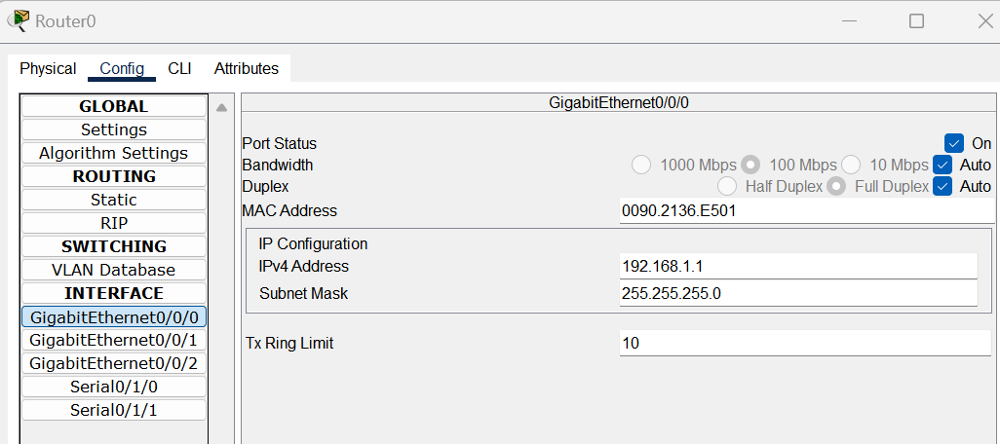 Router0
Physical Config CLI Attributes
GLOBAL
Settings
Algorithm Settings
ROUTING
Static
RIP
SWITCHING
VLAN Database
INTERFACE
GigabitEthernet0/0/0
GigabitEthernet0/0/1
GigabitEthernet0/0/2
Serial0/1/0
Serial0/1/1
GigabitEthernet0/0/0
Port Status On
Bandwidth 1000 Mbps 100 Mbps 10 Mbps Auto
Duplex Half Duplex Full Duplex Auto
MAC Address 0090.2136.E501
IP Configuration
IPv4 Address 192.168.1.1
Subnet Mask 255.255.255.0
Tx Ring Limit 10